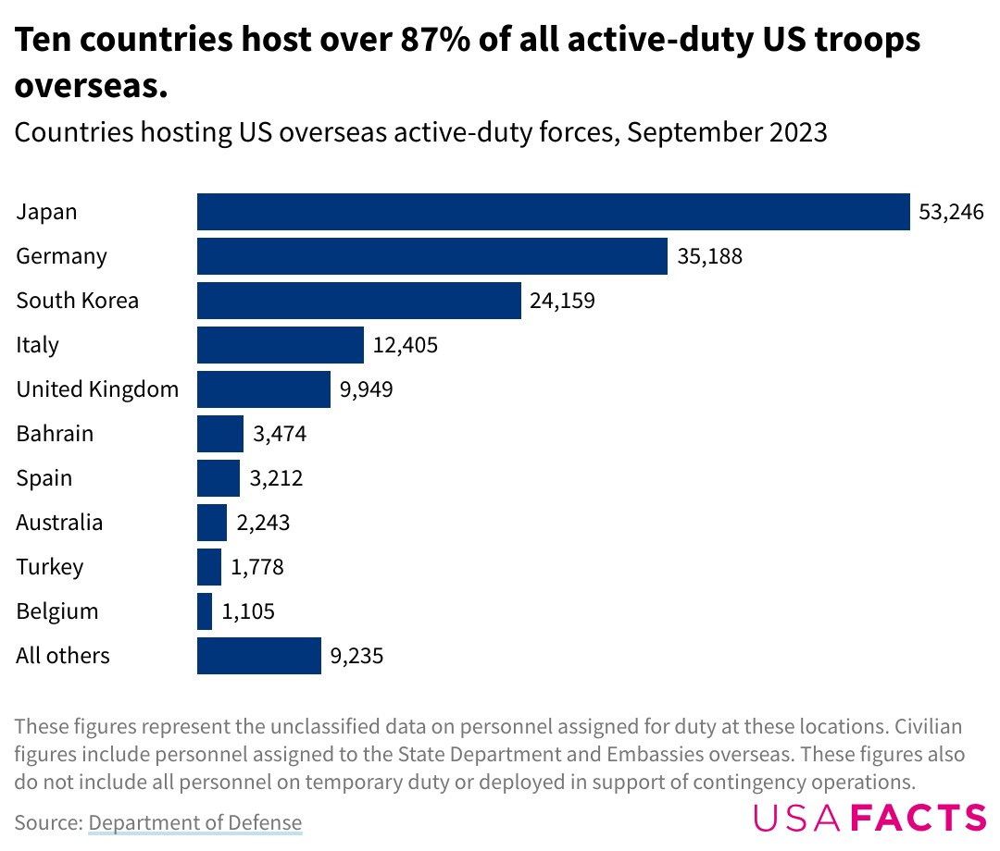 Ten countries host over 87% of all active-duty US troops
overseas.
Countries hosting US overseas active-duty forces, September 2023
Japan 53,246
Germany 35,188
South Korea 24,159
Italy 12,405
United Kingdom 9,949
Bahrain 3,474
Spain 3,212
Australia 2,243
Turkey 1,778
Belgium 1,105
All others 9,235
These figures represent the unclassified data on personnel assigned for duty at these locations. Civilian
figures include personnel assigned to the State Department and Embassies overseas. These figures also
do not include all personnel on temporary duty or deployed in support of contingency operations.
Source: Department of Defense
USAFACTS